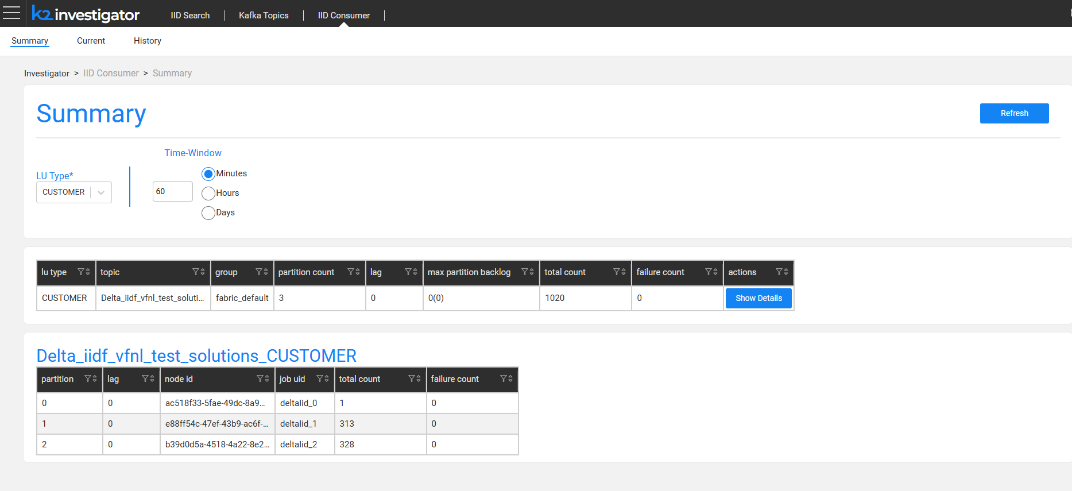 K2 investigator IID Search Kafka Topics IID Consumer
Summary Current History
Investigator > IID Consumer > Summary
Summary
Refresh
Time-Window
LU Type*
CUSTOMER
60
Minutes
Hours
Days
lu type topic group partition count lag max partition backlog total count failure count actions
CUSTOMER Delta_iidf_vfnl_test_soluti... fabric_default 3 0 0(0) 1020 0 Show Details
Delta_iidf_vfnl_test_solutions_CUSTOMER
partition lag node id job uid total count failure count
0 0 ac518f33-5fae-49dc-8a9... deltaIid_0 1 0
1 0 e88ff54c-47ef-43b9-ac6f-... deltaIid_1 313 0
2 0 b39d0d5a-4518-4a22-8e2... deltaIid_2 328 0